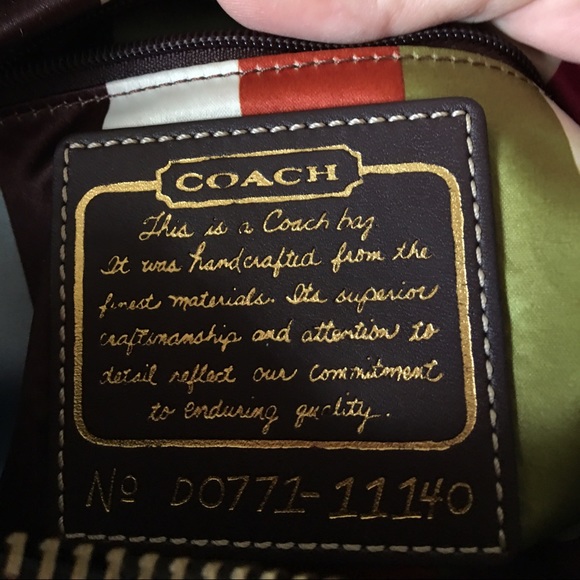 COACH
This is a Coach bag
It was handcrafted from the
finest materials. Its superior
craftsmanship and attention to
detail reflect our commitment
to enduring quality.
No D0771-11140